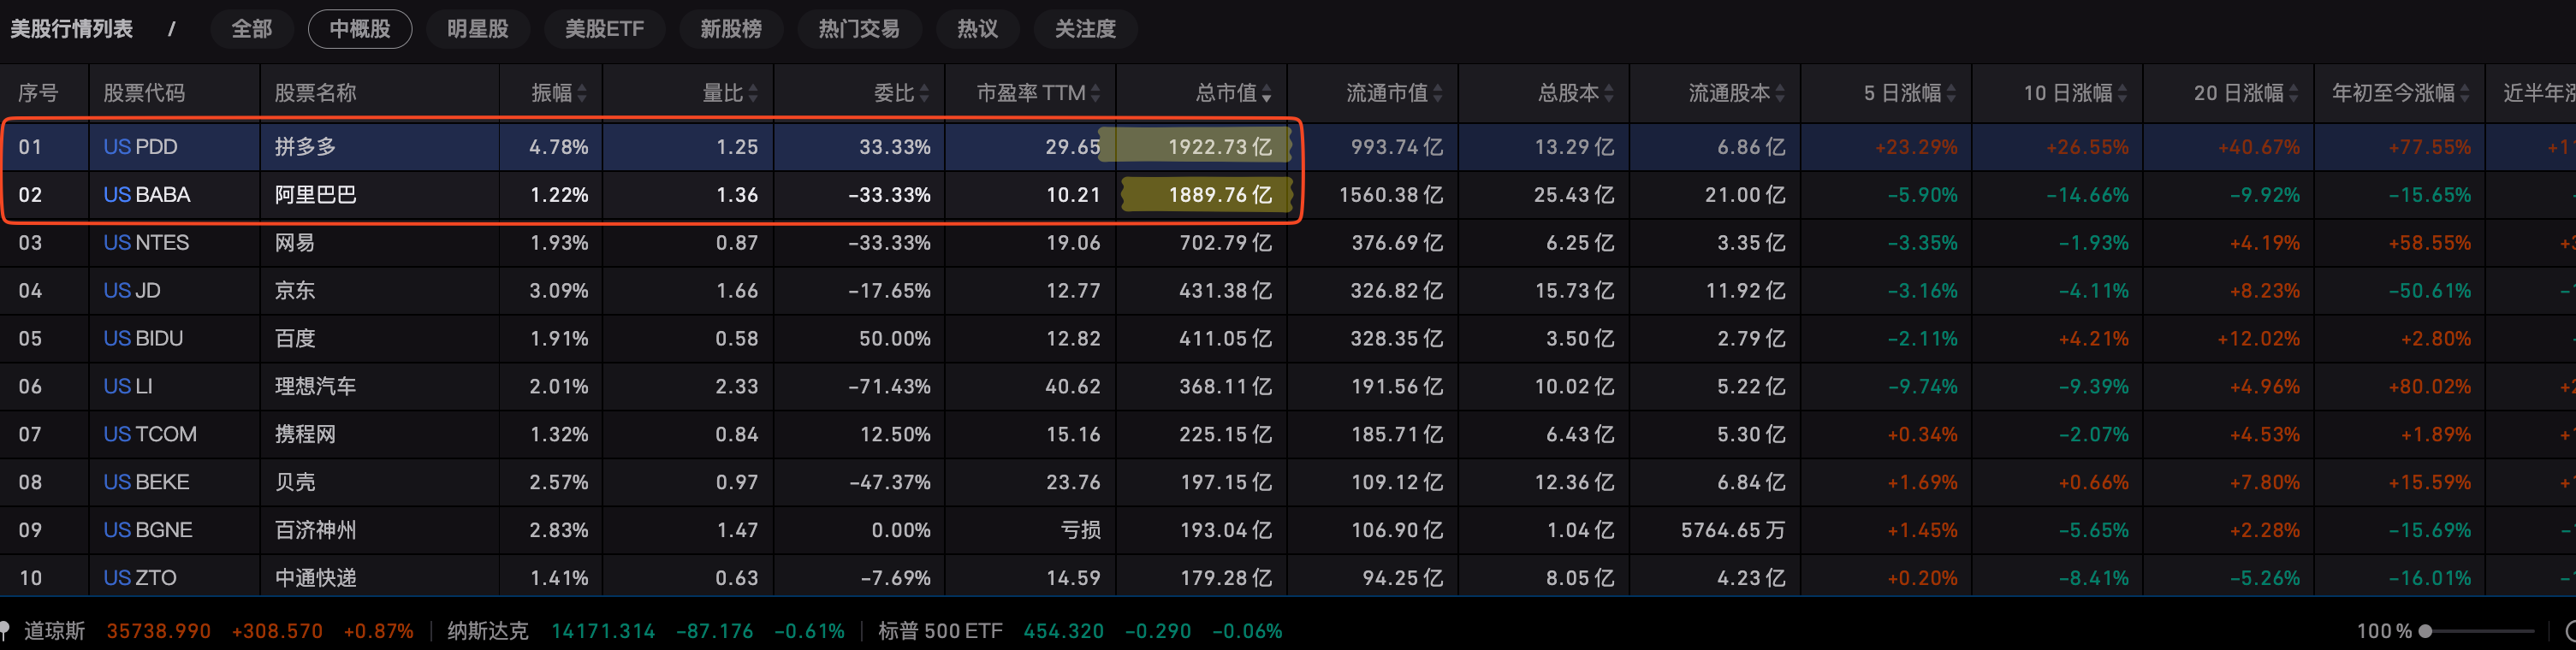 美股行情列表 / 全部 中概股 明星股 美股ETF 新股榜 热门交易 热议 关注度
序号 股票代码 股票名称 振幅 量比 委比 市盈率 TTM 总市值 流通市值 总股本 流通股本 5 日涨幅 10 日涨幅 20 日涨幅 年初至今涨幅 近半年涨
01 US PDD 拼多多 4.78% 1.25 33.33% 29.65 1922.73 亿 993.74 亿 13.29 亿 6.86 亿 +23.29% +26.55% +40.67% +77.55% +1
02 US BABA 阿里巴巴 1.22% 1.36 -33.33% 10.21 1889.76 亿 1560.38 亿 25.43 亿 21.00 亿 -5.90% -14.66% -9.92% -15.65% -
03 US NTES 网易 1.93% 0.87 -33.33% 19.06 702.79 亿 376.69 亿 6.25 亿 3.35 亿 -3.35% -1.93% +4.19% +58.55% +
04 US JD 京东 3.09% 1.66 -17.65% 12.77 431.38 亿 326.82 亿 15.73 亿 11.92 亿 -3.16% -4.11% +8.23% -50.61% -
05 US BIDU 百度 1.91% 0.58 50.00% 12.82 411.05 亿 328.35 亿 3.50 亿 2.79 亿 -2.11% +4.21% +12.02% +2.80% -
06 US LI 理想汽车 2.01% 2.33 -71.43% 40.62 368.11 亿 191.56 亿 10.02 亿 5.22 亿 -9.74% -9.39% +4.96% +80.02% +
07 US TCOM 携程网 1.32% 0.84 12.50% 15.16 225.15 亿 185.71 亿 6.43 亿 5.30 亿 +0.34% -2.07% +4.53% +1.89% +
08 US BEKE 贝壳 2.57% 0.97 -47.37% 23.76 197.15 亿 109.12 亿 12.36 亿 6.84 亿 +1.69% +0.66% +7.80% +15.59% +
09 US BGNE 百济神州 2.83% 1.47 0.00% 亏损 193.04 亿 106.90 亿 1.04 亿 5764.65 万 +1.45% -5.65% +2.28% -15.69% -
10 US ZTO 中通快递 1.41% 0.63 -7.69% 14.59 179.28 亿 94.25 亿 8.05 亿 4.23 亿 +0.20% -8.41% -5.26% -16.01% -
道琼斯 35738.990 +308.570 +0.87% 纳斯达克 14171.314 -87.176 -0.61% 标普 500 ETF 454.320 -0.290 -0.06% 100 %